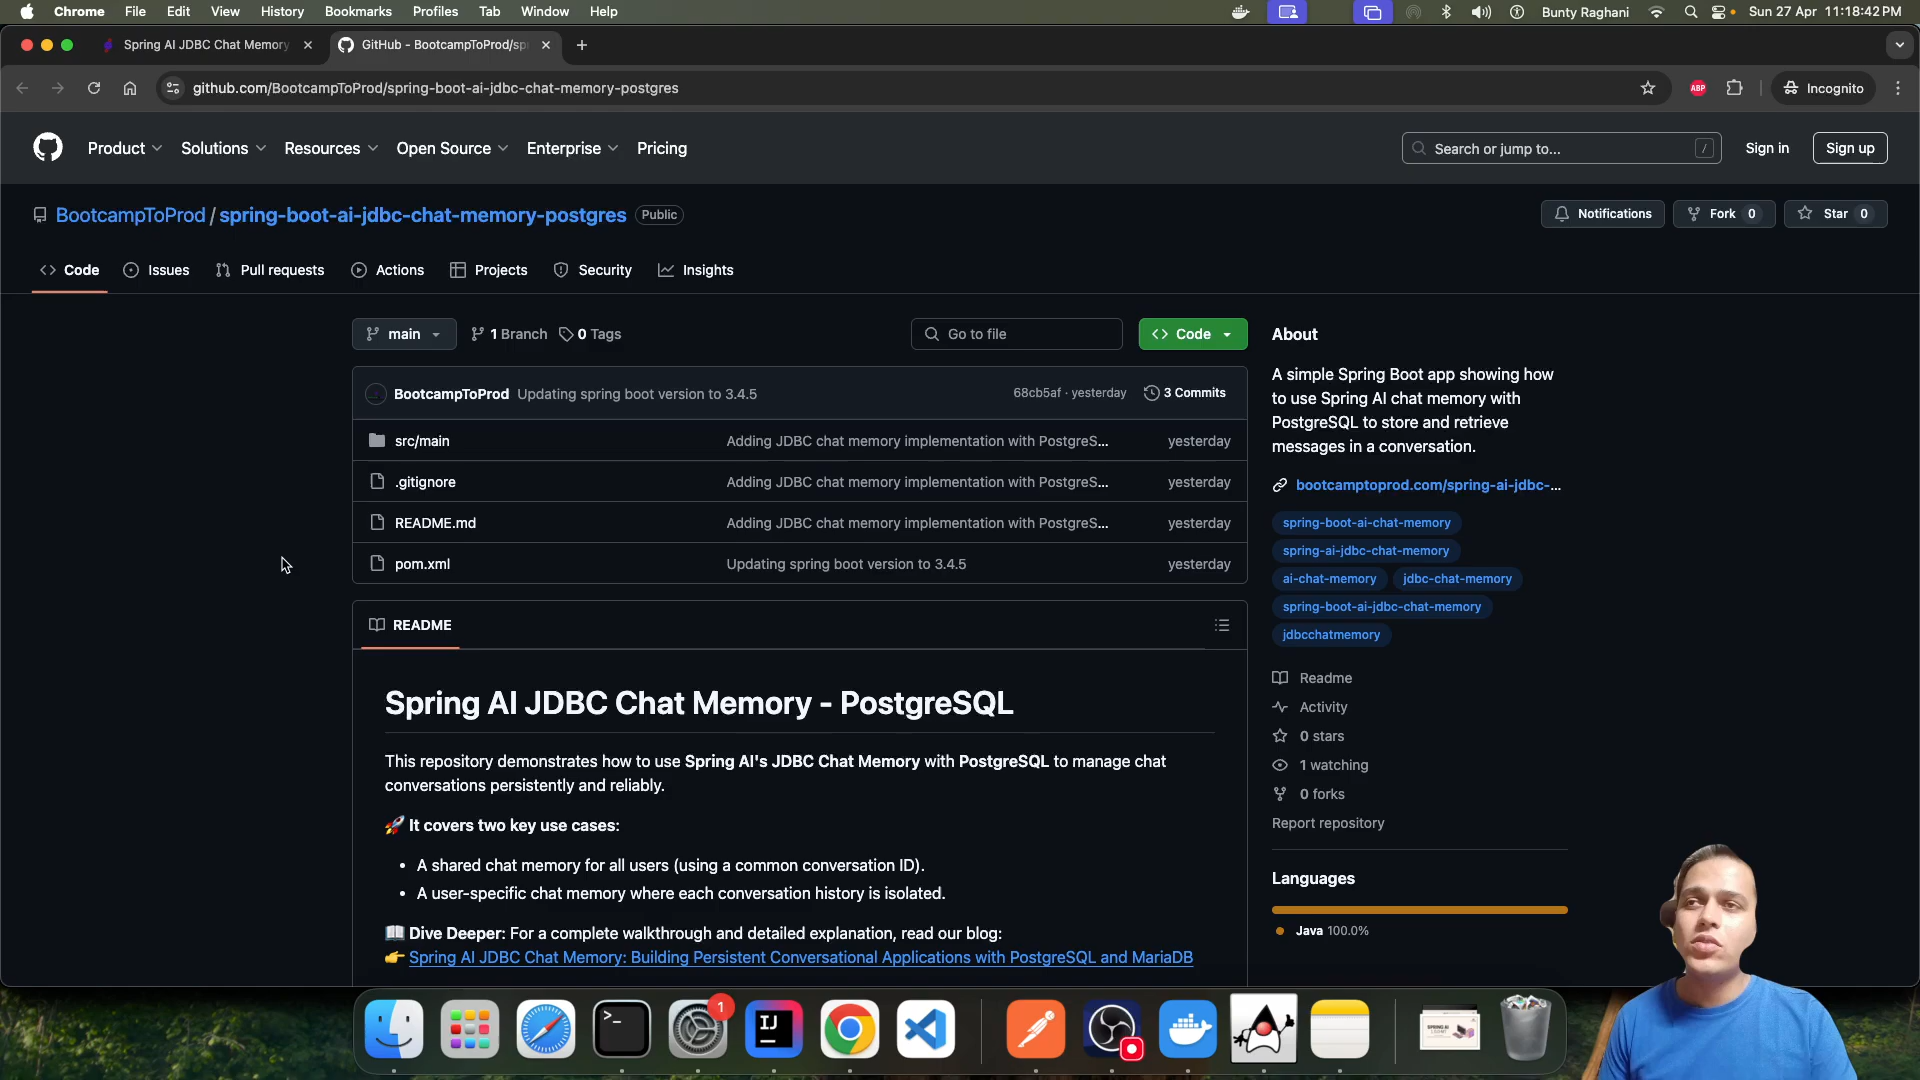 Chrome File Edit View History Bookmarks Profiles Tab Window Help
Bunty Raghani Sun 27 Apr 11:18:42 PM
Spring AI JDBC Chat Memory
GitHub - BootcampToProd/sp
github.com/BootcampToProd/spring-boot-ai-jdbc-chat-memory-postgres
ABP
Incognito
Product Solutions Resources Open Source Enterprise Pricing
Search or jump to... /
Sign in
Sign up
BootcampToProd / spring-boot-ai-jdbc-chat-memory-postgres Public
Notifications
Fork 0
Star 0
Code Issues Pull requests Actions Projects Security Insights
main
1 Branch
0 Tags
Go to file
Code
BootcampToProd Updating spring boot version to 3.4.5 68cb5af · yesterday 3 Commits
src/main Adding JDBC chat memory implementation with PostgreS... yesterday
.gitignore Adding JDBC chat memory implementation with PostgreS... yesterday
README.md Adding JDBC chat memory implementation with PostgreS... yesterday
pom.xml Updating spring boot version to 3.4.5 yesterday
README
Spring AI JDBC Chat Memory - PostgreSQL
This repository demonstrates how to use Spring AI's JDBC Chat Memory with PostgreSQL to manage chat
conversations persistently and reliably.
🚀 It covers two key use cases:
• A shared chat memory for all users (using a common conversation ID).
• A user-specific chat memory where each conversation history is isolated.
📖 Dive Deeper: For a complete walkthrough and detailed explanation, read our blog:
👉 Spring AI JDBC Chat Memory: Building Persistent Conversational Applications with PostgreSQL and MariaDB
About
A simple Spring Boot app showing how
to use Spring AI chat memory with
PostgreSQL to store and retrieve
messages in a conversation.
bootcamptoprod.com/spring-ai-jdbc-...
spring-boot-ai-chat-memory
spring-ai-jdbc-chat-memory
ai-chat-memory jdbc-chat-memory
spring-boot-ai-jdbc-chat-memory
jdbcchatmemory
Readme
Activity
0 stars
1 watching
0 forks
Report repository
Languages
Java 100.0%
1
IJ
SPRING AI